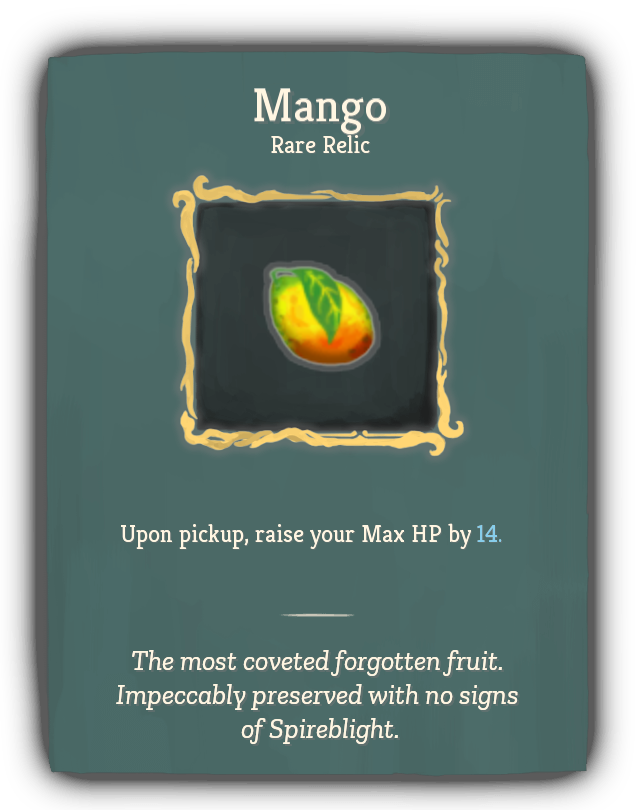 Mango
Rare Relic
Upon pickup, raise your Max HP by 14.
The most coveted forgotten fruit.
Impeccably preserved with no signs
of Spireblight.